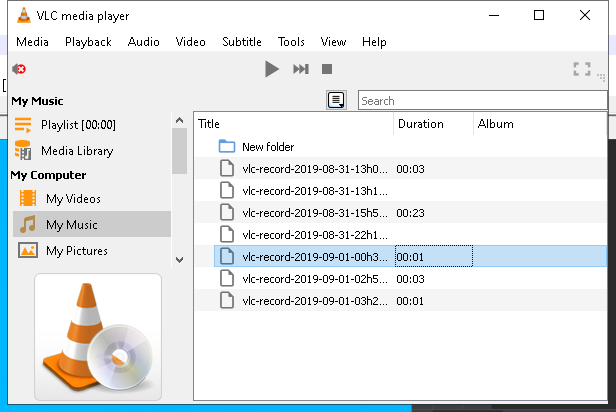 VLC media player
Media Playback Audio Video Subtitle Tools View Help
Search
My Music
Playlist [00:00]
Media Library
My Computer
My Videos
My Music
My Pictures
Title Duration Album
New folder
vlc-record-2019-08-31-13h0... 00:03
vlc-record-2019-08-31-13h1...
vlc-record-2019-08-31-15h5... 00:23
vlc-record-2019-08-31-22h1...
vlc-record-2019-09-01-00h3... 00:01
vlc-record-2019-09-01-02h5... 00:03
vlc-record-2019-09-01-03h2... 00:01